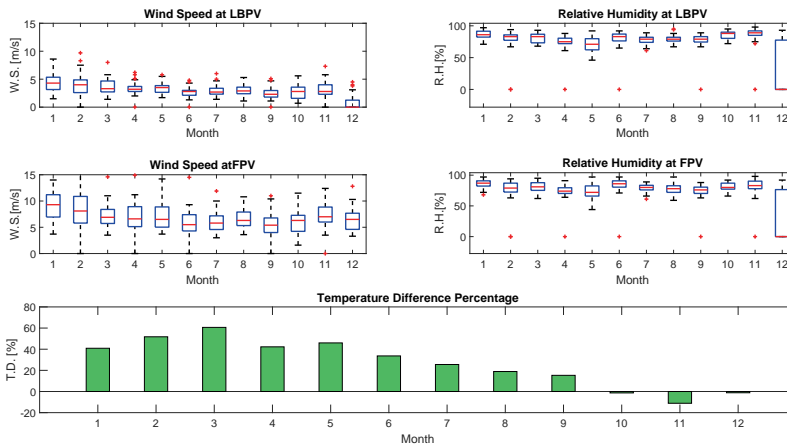 Wind Speed at LBPV
W.S. [m/s]
15
10
5
0
1 2 3 4 5 6 7 8 9 10 11 12
Month
Relative Humidity at LBPV
R.H.[%]
100
50
0
1 2 3 4 5 6 7 8 9 10 11 12
Month
Wind Speed atFPV
W.S.[m/s]
15
10
5
0
1 2 3 4 5 6 7 8 9 10 11 12
Month
Relative Humidity at FPV
R.H.[%]
100
50
0
1 2 3 4 5 6 7 8 9 10 11 12
Month
Temperature Difference Percentage
T.D. [%]
80
60
40
20
0
-20
1 2 3 4 5 6 7 8 9 10 11 12
Month